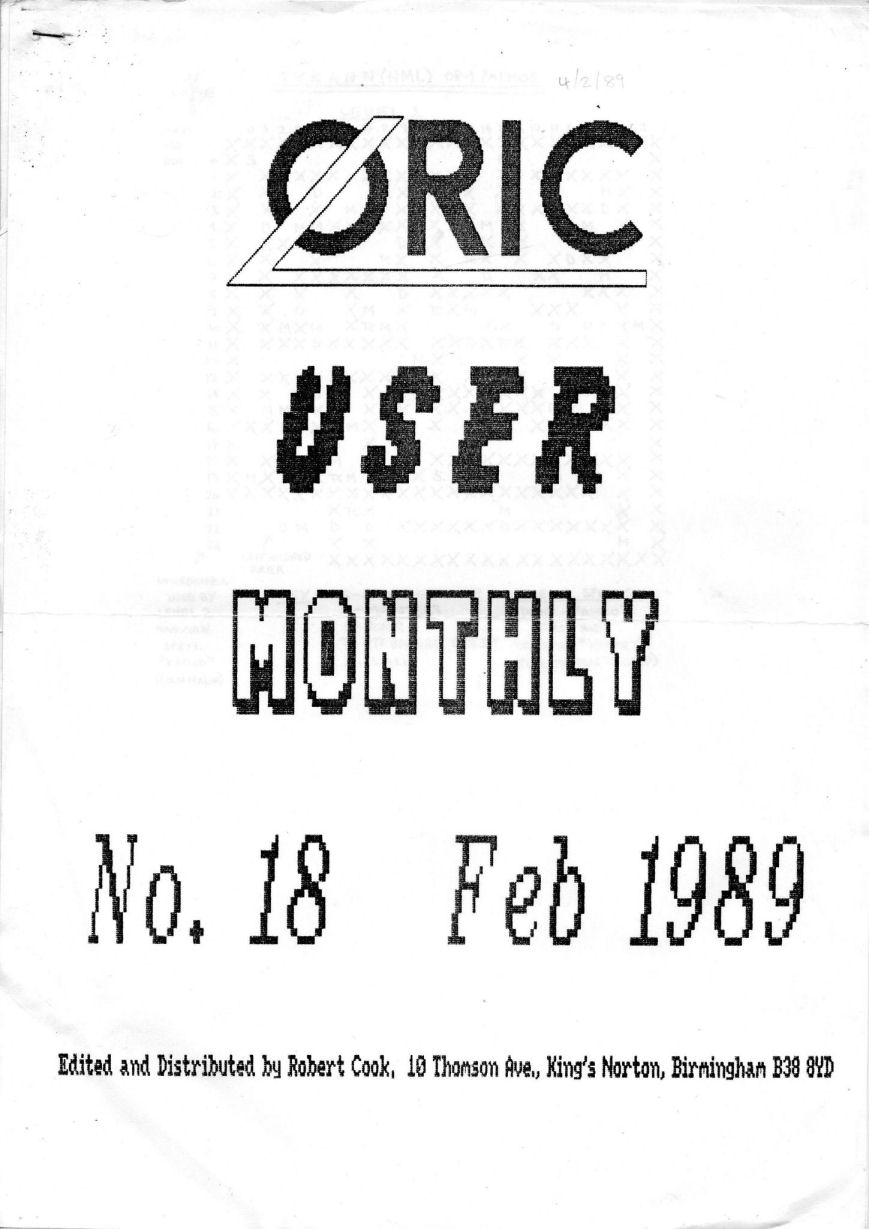 4/2/89
ORIC
USER
MONTHLY
No. 18 Feb 1989
Edited and Distributed by Robert Cook, 10 Thomson Ave., King's Norton, Birmingham B38 8YD